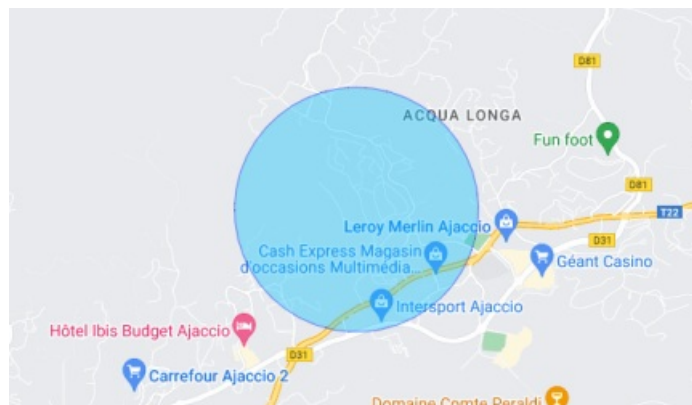 D81
ACQUA LONGA
Fun foot
D81
T22
Leroy Merlin Ajaccio
D31
Cash Express Magasin
d'occasions Multimédia...
Géant Casino
Intersport Ajaccio
Hôtel Ibis Budget Ajaccio
D31
Carrefour Ajaccio 2
Domaine Comte Peraldi